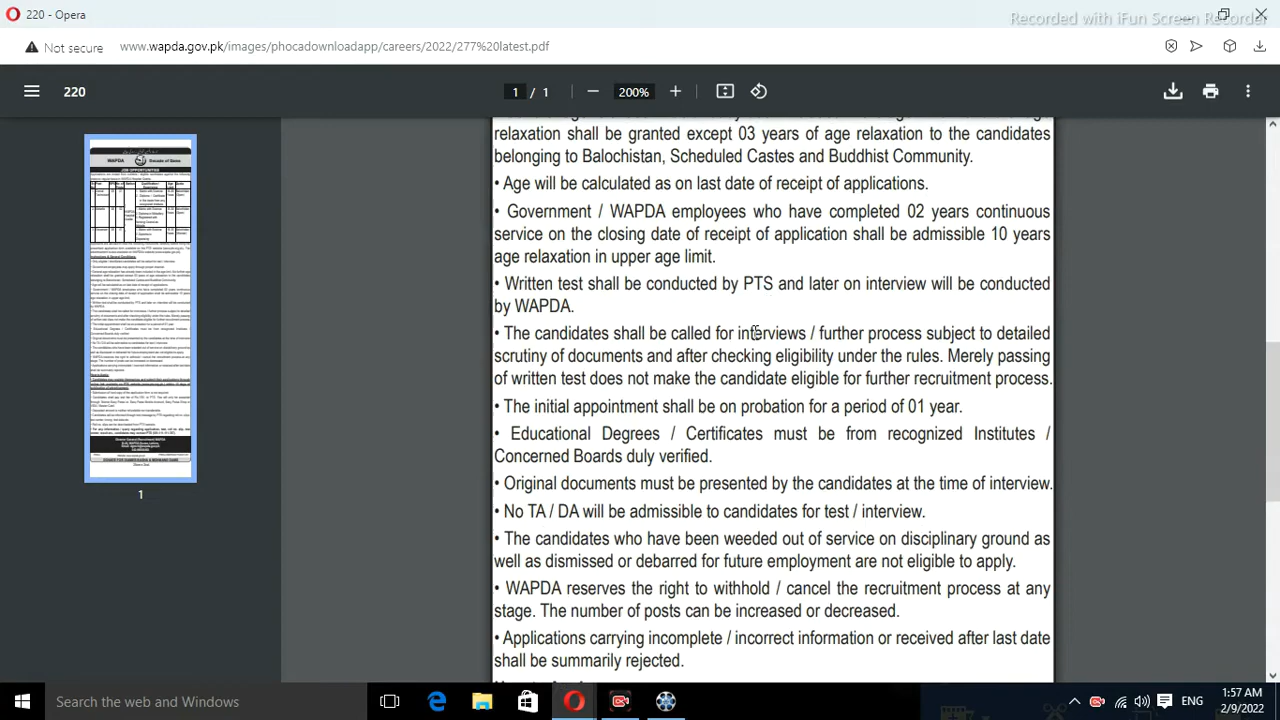 220 - Opera
Recorded with iFun Screen Recorder
Not secure www.wapda.gov.pk/images/phocadownloadapp/careers/2022/277%20latest.pdf
220 1 / 1 200%
relaxation shall be granted except 03 years of age relaxation to the candidates
belonging to Balochistan, Scheduled Castes and Buddhist Community.
• Age will be calculated as on last date of receipt of applications.
• Government / WAPDA employees who have completed 02 years continuous
service on the closing date of receipt of application shall be admissible 10 years
age relaxation in upper age limit.
• Written test shall be conducted by PTS and later on interview will be conducted
by WAPDA.
• The candidates shall be called for interview / further process subject to detailed
scrutiny of documents and after checking eligibility under the rules. Merely passing
of written test does not make the candidate eligible for further recruitment process.
• The initial appointment shall be on probation for a period of 01 year.
• Educational Degrees / Certificates must be from recognized Institutes /
Concerned Boards duly verified.
• Original documents must be presented by the candidates at the time of interview.
• No TA / DA will be admissible to candidates for test / interview.
• The candidates who have been weeded out of service on disciplinary ground as
well as dismissed or debarred for future employment are not eligible to apply.
• WAPDA reserves the right to withhold / cancel the recruitment process at any
stage. The number of posts can be increased or decreased.
• Applications carrying incomplete / incorrect information or received after last date
shall be summarily rejected.
WAPDA
JOB OPPORTUNITIES
1
Search the web and Windows
ENG
1:57 AM
2/9/2022